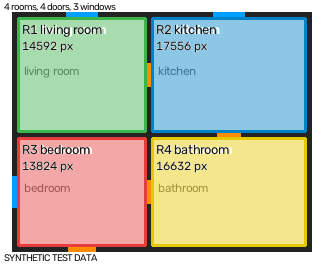 4 rooms, 4 doors, 3 windows
R1 living room
14592 px
living room
R2 kitchen
17556 px
kitchen
R3 bedroom
13824 px
bedroom
R4 bathroom
16632 px
bathroom
SYNTHETIC TEST DATA